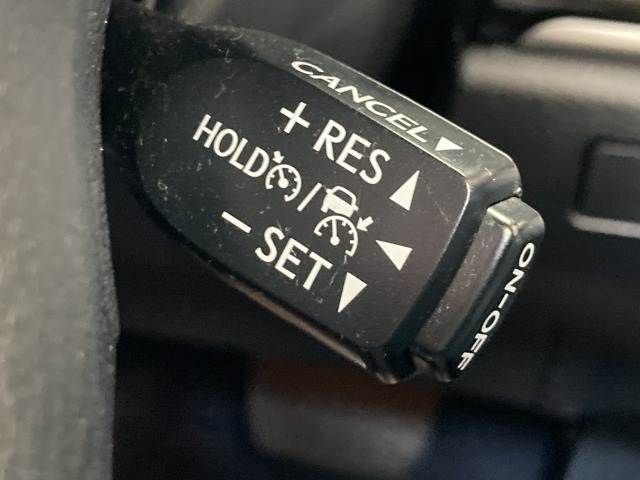 CANCEL
+ RES
HOLD /
- SET
ON-OFF